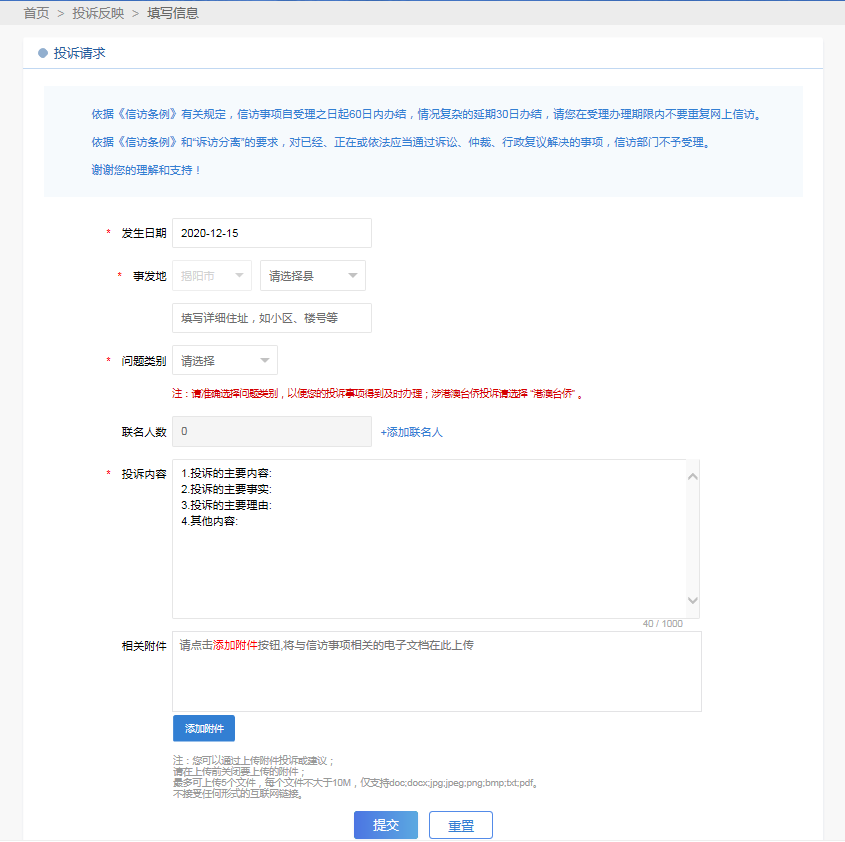 首页 > 投诉反映 > 填写信息
投诉请求
依据《信访条例》有关规定，信访事项自受理之日起60日内办结，情况复杂的延期30日办结，请您在受理办理期限内不要重复网上信访。
依据《信访条例》和“诉访分离”的要求，对已经、正在或依法应当通过诉讼、仲裁、行政复议解决的事项，信访部门不予受理。
谢谢您的理解和支持！
* 发生日期 2020-12-15
* 事发地 揭阳市 请选择县
填写详细住址，如小区、楼号等
* 问题类别 请选择
注：请准确选择问题类别，以便您的投诉事项得到及时办理；涉港澳台侨投诉请选择 “港澳台侨” 。
联名人数 0 +添加联名人
* 投诉内容 1.投诉的主要内容:
2.投诉的主要事实:
3.投诉的主要理由:
4.其他内容:
40 / 1000
相关附件 请点击添加附件按钮,将与信访事项相关的电子文档在此上传
添加附件
注：您可以通过上传附件投诉或建议；
请在上传前关闭要上传的附件；
最多可上传5个文件，每个文件不大于10M，仅支持doc;docx;jpg;jpeg;png;bmp;txt;pdf。
不接受任何形式的互联网链接。
提交 重置